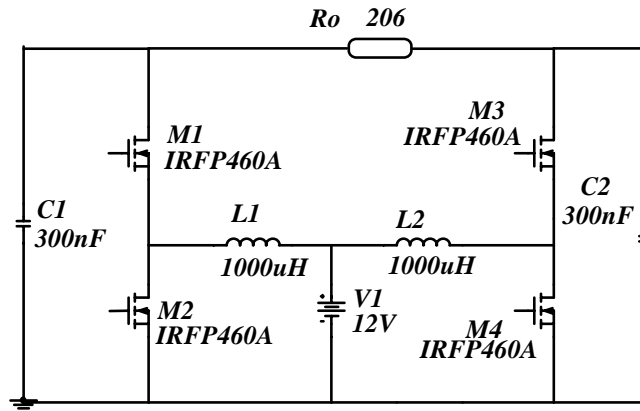 Ro 206
M1
IRFP460A
M3
IRFP460A
C1
300nF
L1
1000uH
L2
1000uH
C2
300nF
M2
IRFP460A
V1
12V
M4
IRFP460A